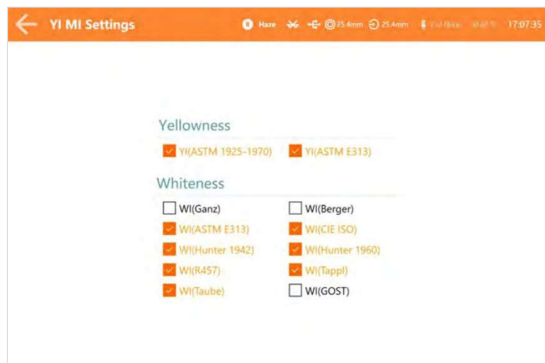 YI MI Settings
Haze 25.4mm 25.4mm 17:07:35
Yellowness
YI(ASTM 1925-1970) YI(ASTM E313)
Whiteness
WI(Ganz) WI(Berger)
WI(ASTM E313) WI(CIE ISO)
WI(Hunter 1942) WI(Hunter 1960)
WI(R457) WI(Tappl)
WI(Taube) WI(GOST)